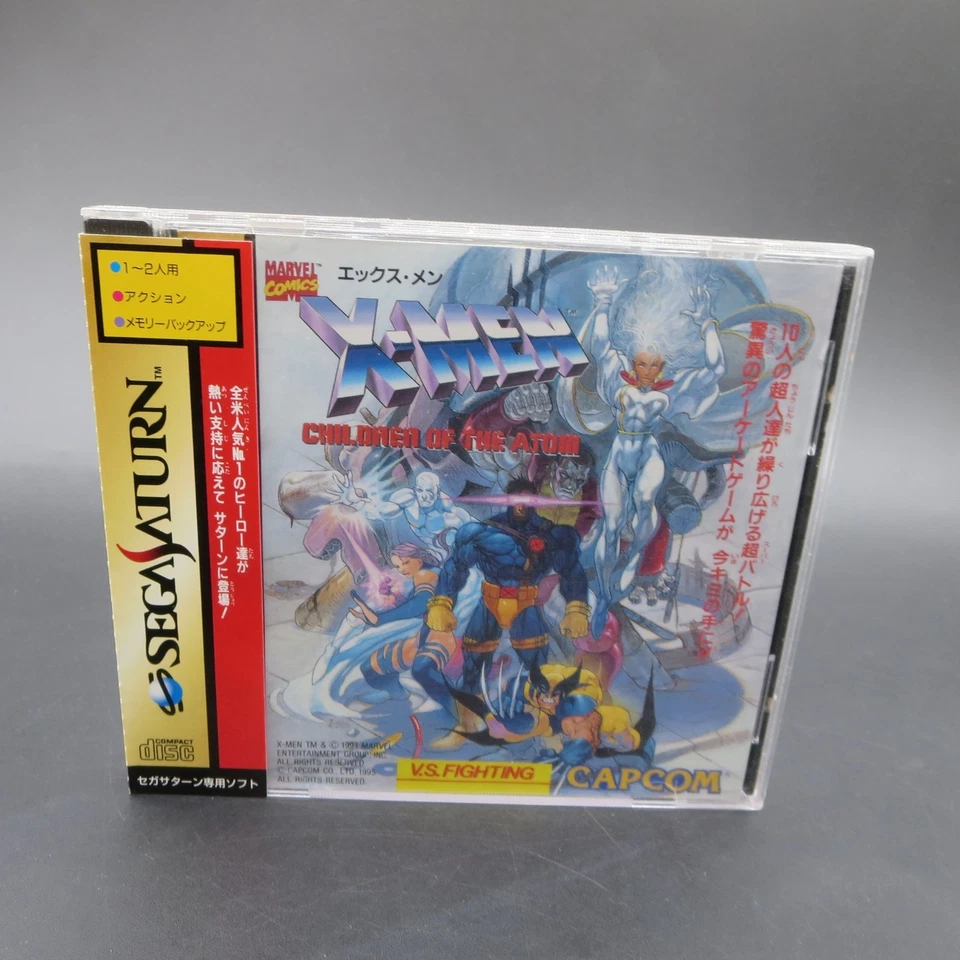 1〜2人用
アクション
メモリーバックアップ
SEGA SATURN™
COMPACT
disc
セガサターン専用ソフト
全米人気No.1のヒーロー達が
熱い支持に応えて サターンに登場!
MARVEL™
COMICS
エックス・メン
X-MEN™
CHILDREN OF THE ATOM
10人の超人達が繰り広げる超バトル!
驚異のアーケードゲームが 今キミの手に
X-MEN TM & © 1994 MARVEL
ENTERTAINMENT GROUP, INC.
ALL RIGHTS RESERVED.
© CAPCOM CO., LTD. 1995
ALL RIGHTS RESERVED.
V.S. FIGHTING
CAPCOM®